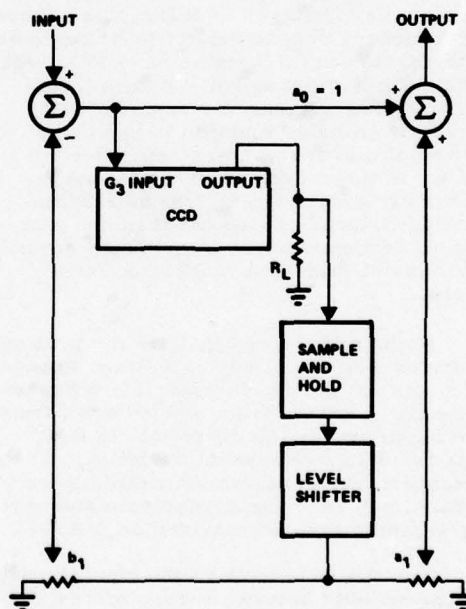 INPUT
OUTPUT
+
Σ
−
a₀ = 1
+
Σ
+
G₃ INPUT OUTPUT
CCD
R_L
SAMPLE
AND
HOLD
LEVEL
SHIFTER
b₁
a₁